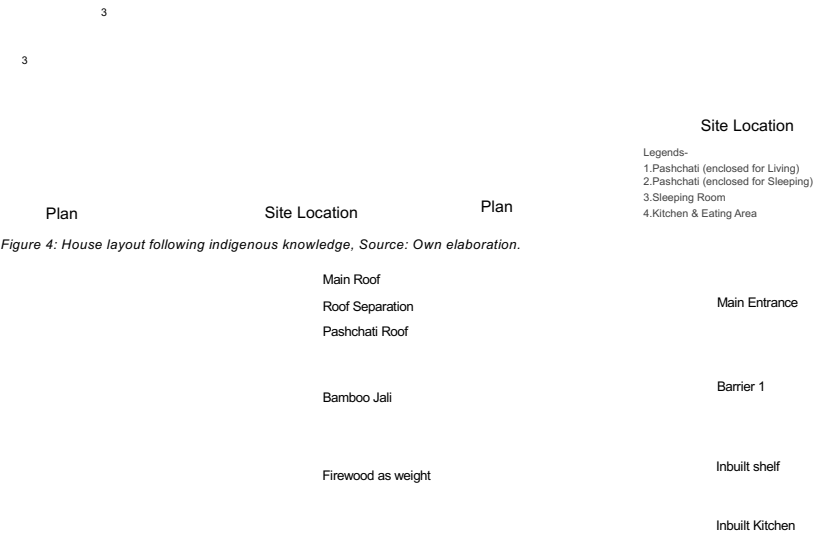 3
3
Site Location
Legends-
1.Pashchati (enclosed for Living)
2.Pashchati (enclosed for Sleeping)
3.Sleeping Room
4.Kitchen & Eating Area
Plan
Site Location
Plan
Figure 4: House layout following indigenous knowledge, Source: Own elaboration.
Main Roof
Roof Separation
Pashchati Roof
Bamboo Jali
Firewood as weight
Main Entrance
Barrier 1
Inbuilt shelf
Inbuilt Kitchen